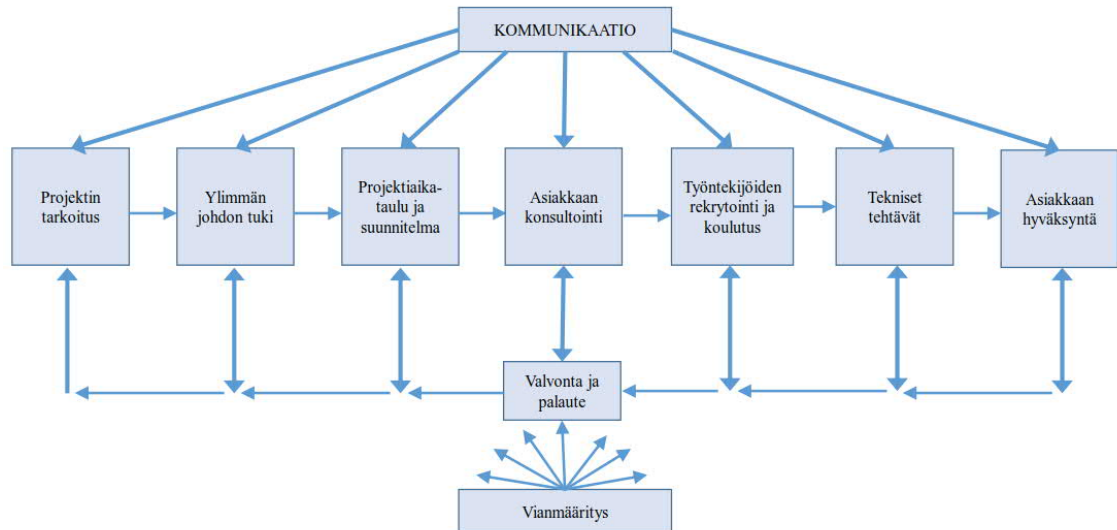 KOMMUNIKAATIO
Projektin
tarkoitus
Ylimmän
johdon tuki
Projektiaika-
taulu ja
suunnitelma
Asiakkaan
konsultointi
Työntekijöiden
rekrytointi ja
koulutus
Tekniset
tehtävät
Asiakkaan
hyväksyntä
Valvonta ja
palaute
Vianmääritys